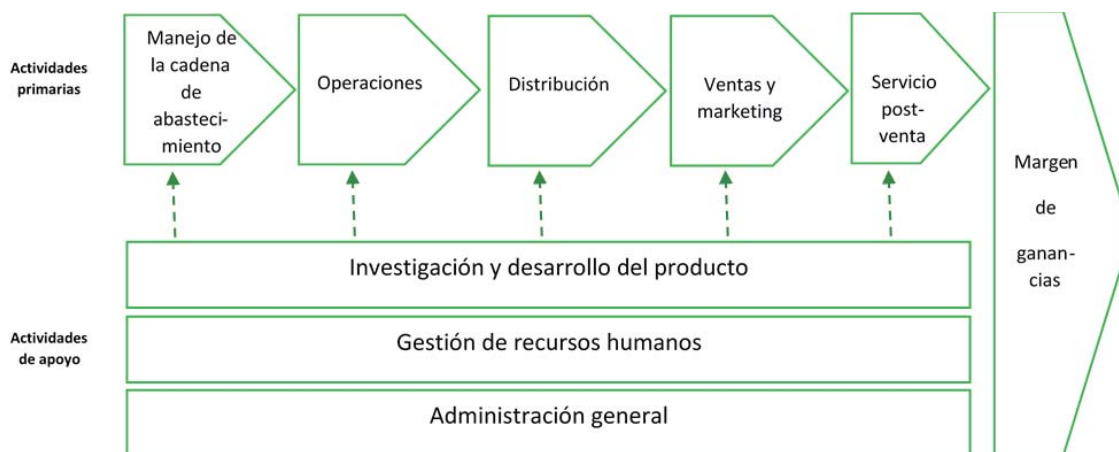 Actividades
primarias
Manejo de
la cadena
de
abasteci-
miento
Operaciones
Distribución
Ventas y
marketing
Servicio
post-
venta
Margen
de
ganan-
cias
Investigación y desarrollo del producto
Actividades
de apoyo
Gestión de recursos humanos
Administración general